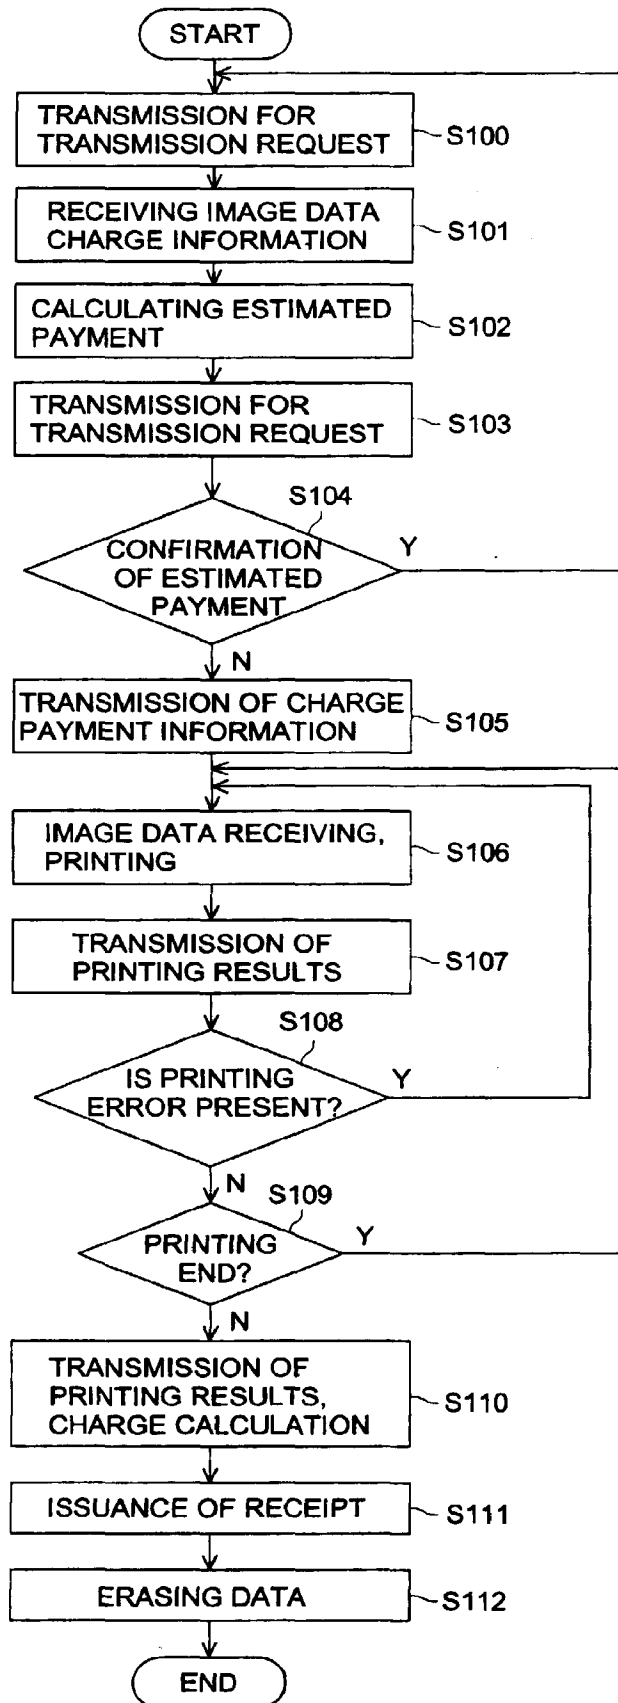 START
TRANSMISSION FOR
TRANSMISSION REQUEST
S100
RECEIVING IMAGE DATA
CHARGE INFORMATION
S101
CALCULATING ESTIMATED
PAYMENT
S102
TRANSMISSION FOR
TRANSMISSION REQUEST
S103
S104
CONFIRMATION
OF ESTIMATED
PAYMENT
Y
N
TRANSMISSION OF CHARGE
PAYMENT INFORMATION
S105
IMAGE DATA RECEIVING,
PRINTING
S106
TRANSMISSION OF
PRINTING RESULTS
S107
S108
IS PRINTING
ERROR PRESENT?
Y
N
S109
PRINTING
END?
Y
N
TRANSMISSION OF
PRINTING RESULTS,
CHARGE CALCULATION
S110
ISSUANCE OF RECEIPT
S111
ERASING DATA
S112
END